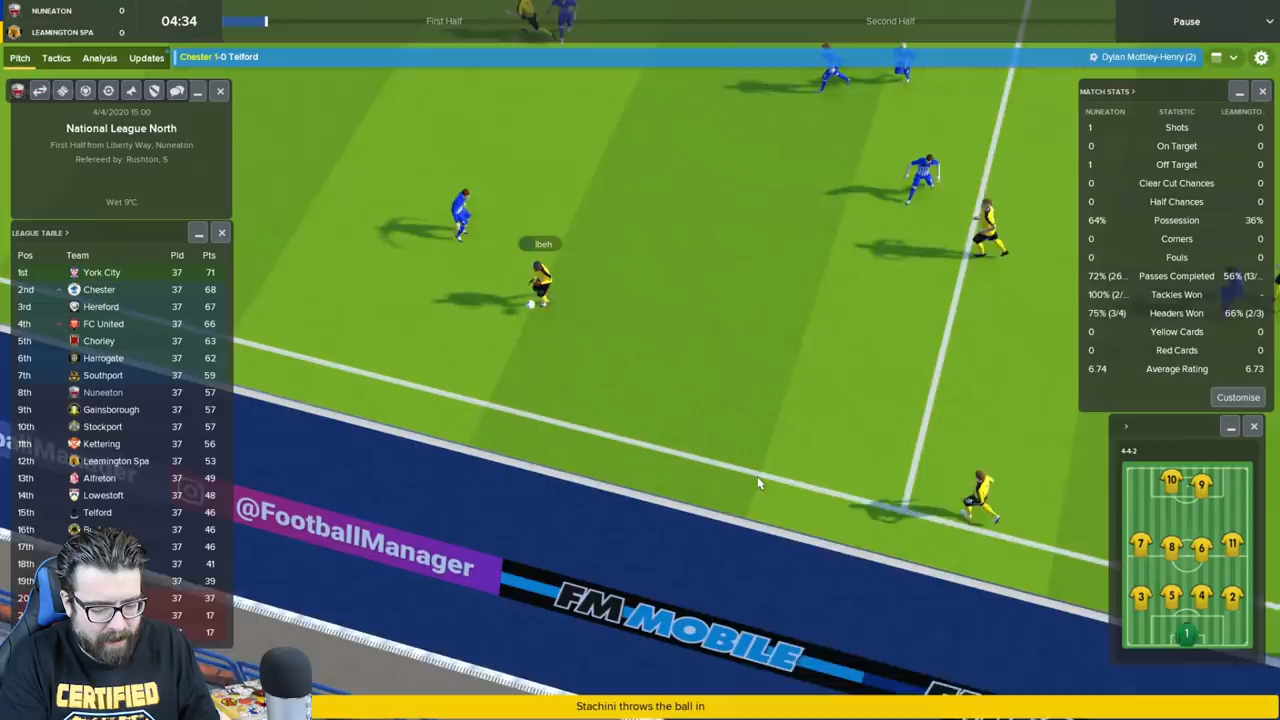 NUNEATON 0
LEAMINGTON SPA 0
04:34
First Half
Second Half
Pause
Pitch Tactics Analysis Updates
Chester 1-0 Telford
Dylan Mottley-Henry (2)
4/4/2020 15:00
National League North
First Half from Liberty Way, Nuneaton
Refereed by: Rushton, S
Wet 9°C
LEAGUE TABLE >
Pos Team Pld Pts
1st York City 37 71
2nd Chester 37 68
3rd Hereford 37 67
4th FC United 37 66
5th Chorley 37 63
6th Harrogate 37 62
7th Southport 37 59
8th Nuneaton 37 57
9th Gainsborough 37 57
10th Stockport 37 57
11th Kettering 37 56
12th Leamington Spa 37 53
13th Alfreton 37 49
14th Lowestoft 37 48
15th Telford 37 46
16th 37 46
17th 37 46
18th 37 41
19th 37 39
37 37
37 17
37 17
Ibeh
MATCH STATS >
NUNEATON STATISTIC LEAMINGTO...
1 Shots 0
0 On Target 0
1 Off Target 0
0 Clear Cut Chances 0
0 Half Chances 0
64% Possession 36%
0 Corners 0
0 Fouls 0
72% (26... Passes Completed 56% (13/...
100% (2/... Tackles Won -
75% (3/4) Headers Won 66% (2/3)
0 Yellow Cards 0
0 Red Cards 0
6.74 Average Rating 6.73
Customise
4-4-2
10 9
7 8 6 11
3 5 4 2
1
@FootballManager
FM MOBILE
CERTIFIED
Stachini throws the ball in